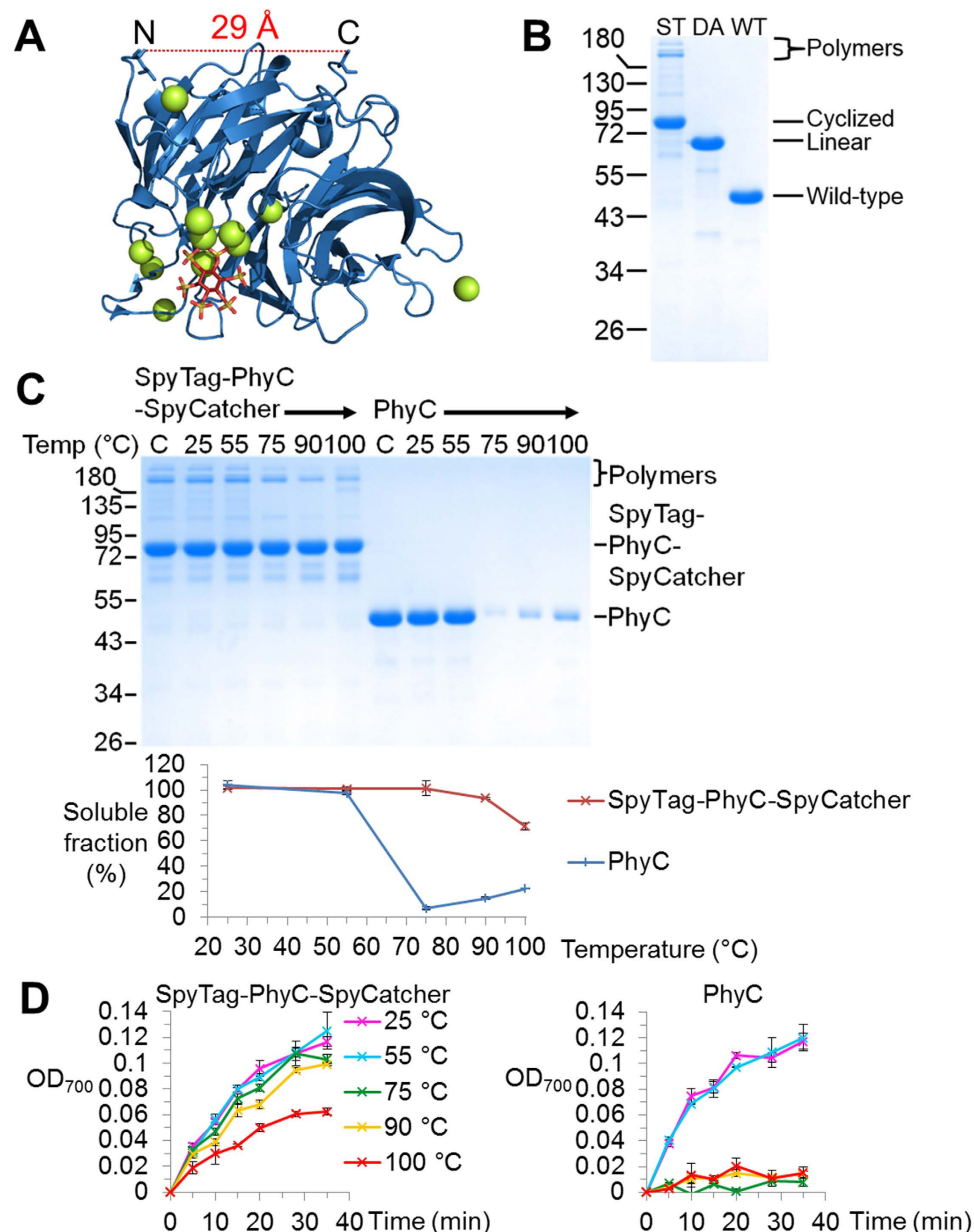 A
N 29 Å C
B
ST DA WT
180
130
95
72
55
43
34
26
Polymers
Cyclized
Linear
Wild-type
C
SpyTag-PhyC
-SpyCatcher
PhyC
Temp (°C) C 25 55 75 90 100 C 25 55 75 90 100
180
135
95
72
55
43
34
26
Polymers
SpyTag-
PhyC-
SpyCatcher
PhyC
Soluble
fraction
(%)
120
100
80
60
40
20
0
20 30 40 50 60 70 80 90 100
Temperature (°C)
SpyTag-PhyC-SpyCatcher
PhyC
D
SpyTag-PhyC-SpyCatcher
OD700
0.14
0.12
0.1
0.08
0.06
0.04
0.02
0
0 10 20 30 40 Time (min)
25 °C
55 °C
75 °C
90 °C
100 °C
PhyC
OD700
0.14
0.12
0.1
0.08
0.06
0.04
0.02
0
0 10 20 30 40 Time (min)